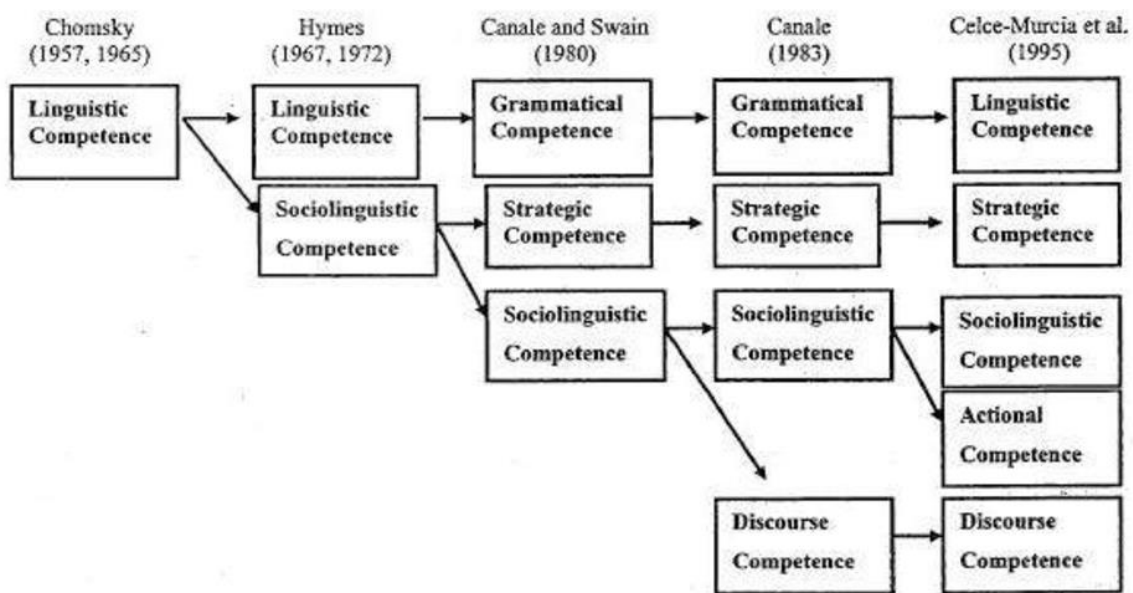 Chomsky
(1957, 1965)
Hymes
(1967, 1972)
Canale and Swain
(1980)
Canale
(1983)
Celce-Murcia et al.
(1995)
Linguistic
Competence
Linguistic
Competence
Grammatical
Competence
Grammatical
Competence
Linguistic
Competence
Sociolinguistic
Competence
Strategic
Competence
Strategic
Competence
Strategic
Competence
Sociolinguistic
Competence
Sociolinguistic
Competence
Sociolinguistic
Competence
Actional
Competence
Discourse
Competence
Discourse
Competence